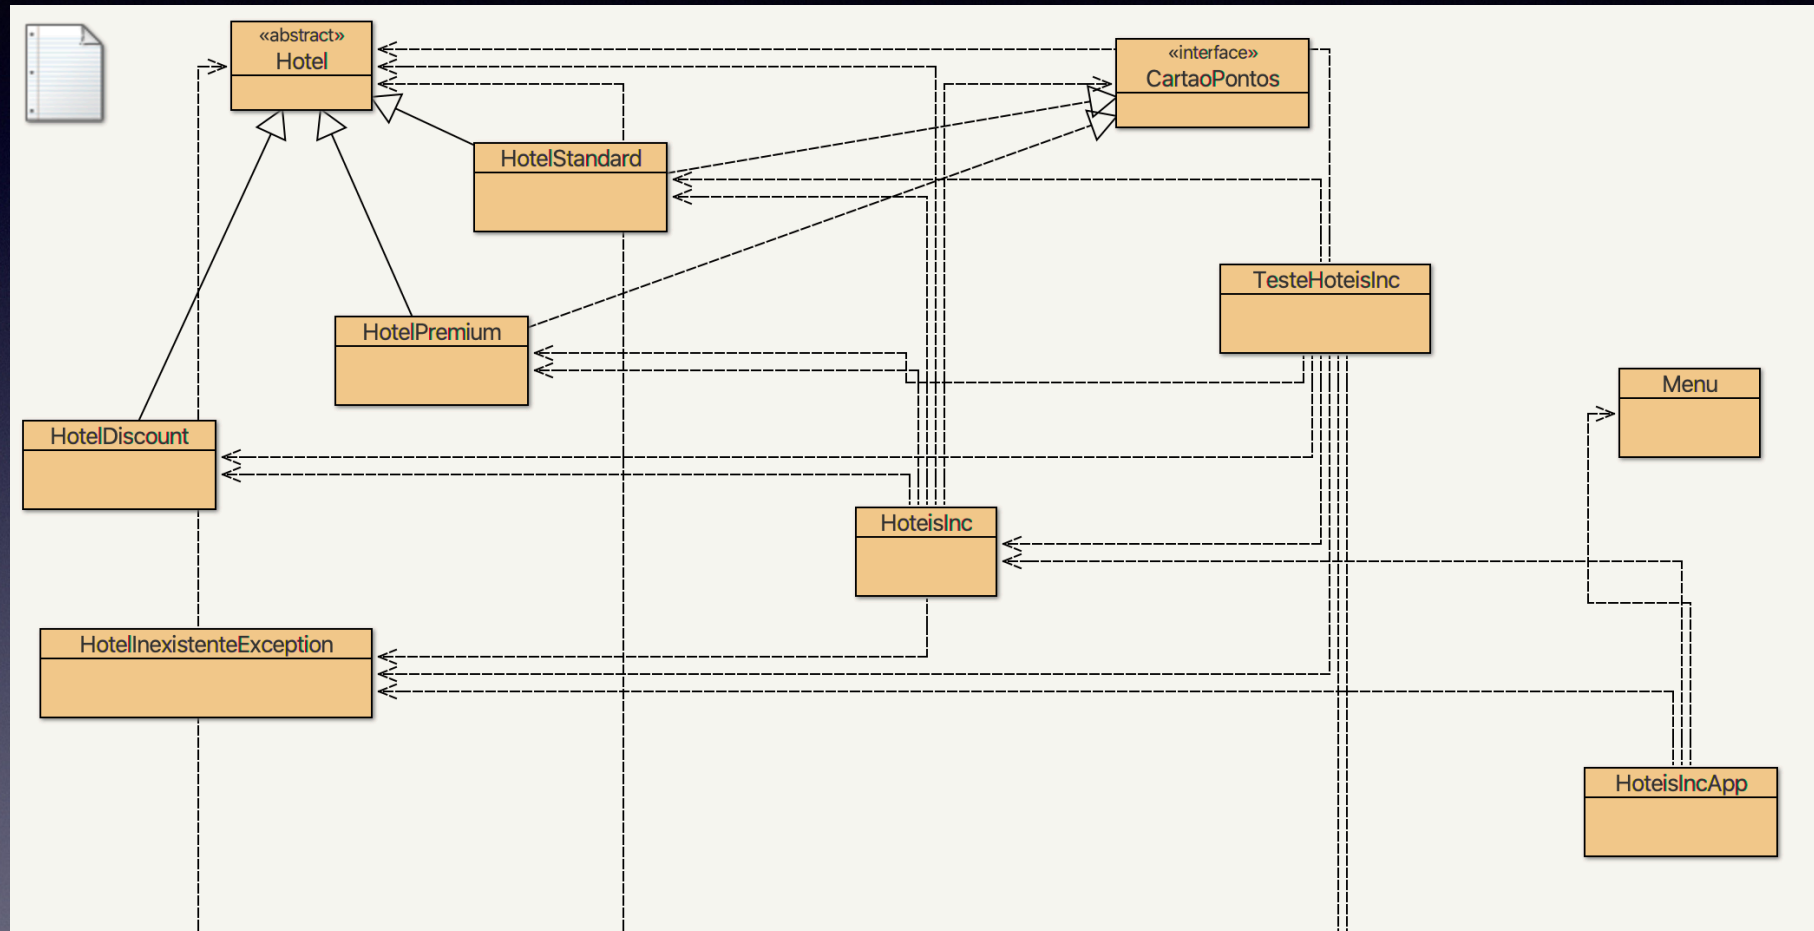 «abstract»
Hotel
«interface»
CartaoPontos
HotelStandard
TesteHoteisInc
HotelPremium
Menu
HotelDiscount
HoteisInc
HotelInexistenteException
HoteisIncApp